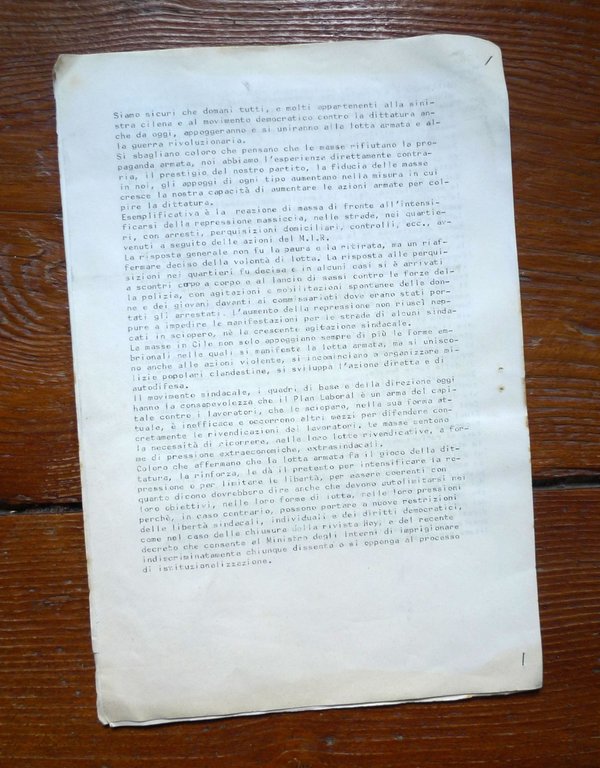 Siamo sicuri che domani tutti, e molti appartenenti alla sini-
stra cilena e al movimento democratico contro la dittatura an-
che da oggi, appoggeranno e si uniranno alla lotta armata e al-
la guerra rivoluzionaria.
Si sbagliano coloro che pensano che le masse rifiutano la pro-
paganda armata, noi abbiamo l'esperienza direttamente contra-
ria, il prestigio del nostro partito, la fiducia delle masse
in noi, gli appoggi di ogni tipo aumentano nella misura in cui
cresce la nostra capacità di aumentare le azioni armate per col-
pire la dittatura.
Esemplificativa è la reazione di massa di fronte all'intensi-
ficarsi della repressione massiccia, nelle strade, nei quartie-
ri, con arresti, perquisizioni domiciliari, controlli, ecc., av-
venuti a seguito delle azioni del M.I.R.
La risposta generale non fu la paura e la ritirata, ma un riaf-
fermare deciso della volontà di lotta. La risposta alle perqui-
sizioni nei quartieri fu decisa e in alcuni casi si è arrivati
a scontri corpo a corpo e al lancio di sassi contro le forze del-
la polizia, con agitazioni e mobilitazioni spontanee delle don-
ne e dei giovani davanti ai commissariati dove erano stati por-
tati gli arrestati. L'aumento della repressione non riuscì nep-
pure a impedire le manifestazioni per le strade di alcuni sinda-
cati in sciopero, nè la crescente agitazione sindacale.
Le masse in Cile non solo appoggiano sempre di più le forme em-
brionali nelle quali si manifesta la lotta armata, ma si unisco-
no anche alle azioni violente, si incominciano a organizzare mi-
lizie popolari clandestine, si sviluppa l'azione diretta e di
autodifesa.
Il movimento sindacale, i quadri di base e della direzione oggi
hanno la consapevolezza che il Plan Laboral è un arma del capi-
tale contro i lavoratori, che lo sciopero, nella sua forma at-
tuale, è inefficace e occorrono altri mezzi per difendere con-
cretamente le rivendicazioni dei lavoratori. Le masse sentono
la necessità di ricorrere, nelle loro lotte rivendicative, a for-
me di pressione extraeconomiche, extrasindacali.
Coloro che affermano che la lotta armata fa il gioco della dit-
tatura, la rinforza, le dà il pretesto per intensificare la re-
pressione o per limitare le libertà, per essere coerenti con
quanto dicono dovrebbero dire anche che devono autolimitarsi nei
loro obiettivi, nelle loro forme di lotta, nelle loro pressioni
perchè, in caso contrario, possono portare a nuove restrizioni
delle libertà sindacali, individuali e dei diritti democratici,
come nel caso della chiusura della rivista Hoy, e del recente
decreto che consente al Ministro degli Interni di imprigionare
indiscriminatamente chiunque dissenta o si opponga al processo
di istituzionalizzazione.